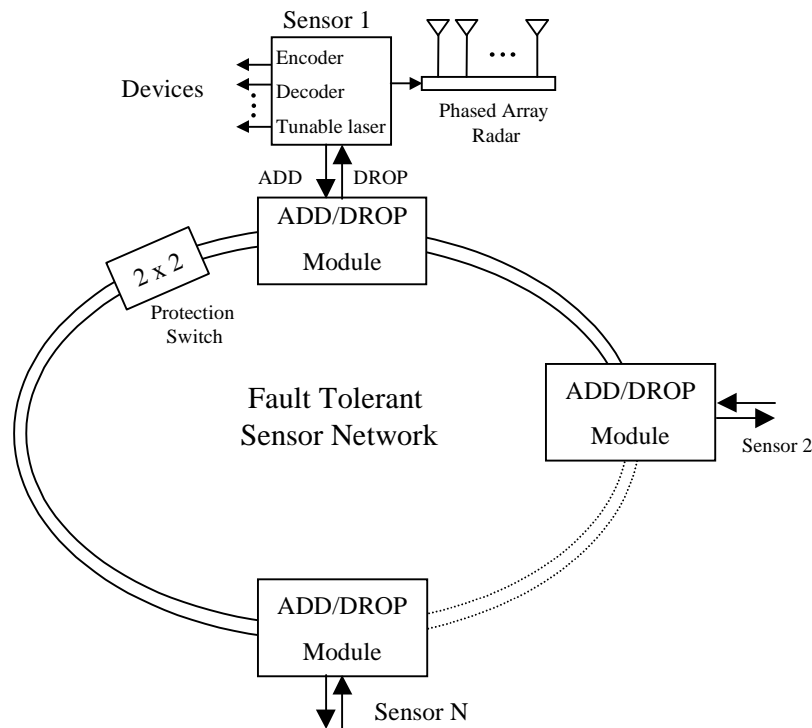 Sensor 1
Encoder
Decoder
Tunable laser
Devices
Phased Array
Radar
ADD
DROP
ADD/DROP
Module
2 x 2
Protection
Switch
ADD/DROP
Module
Sensor 2
Fault Tolerant
Sensor Network
ADD/DROP
Module
Sensor N